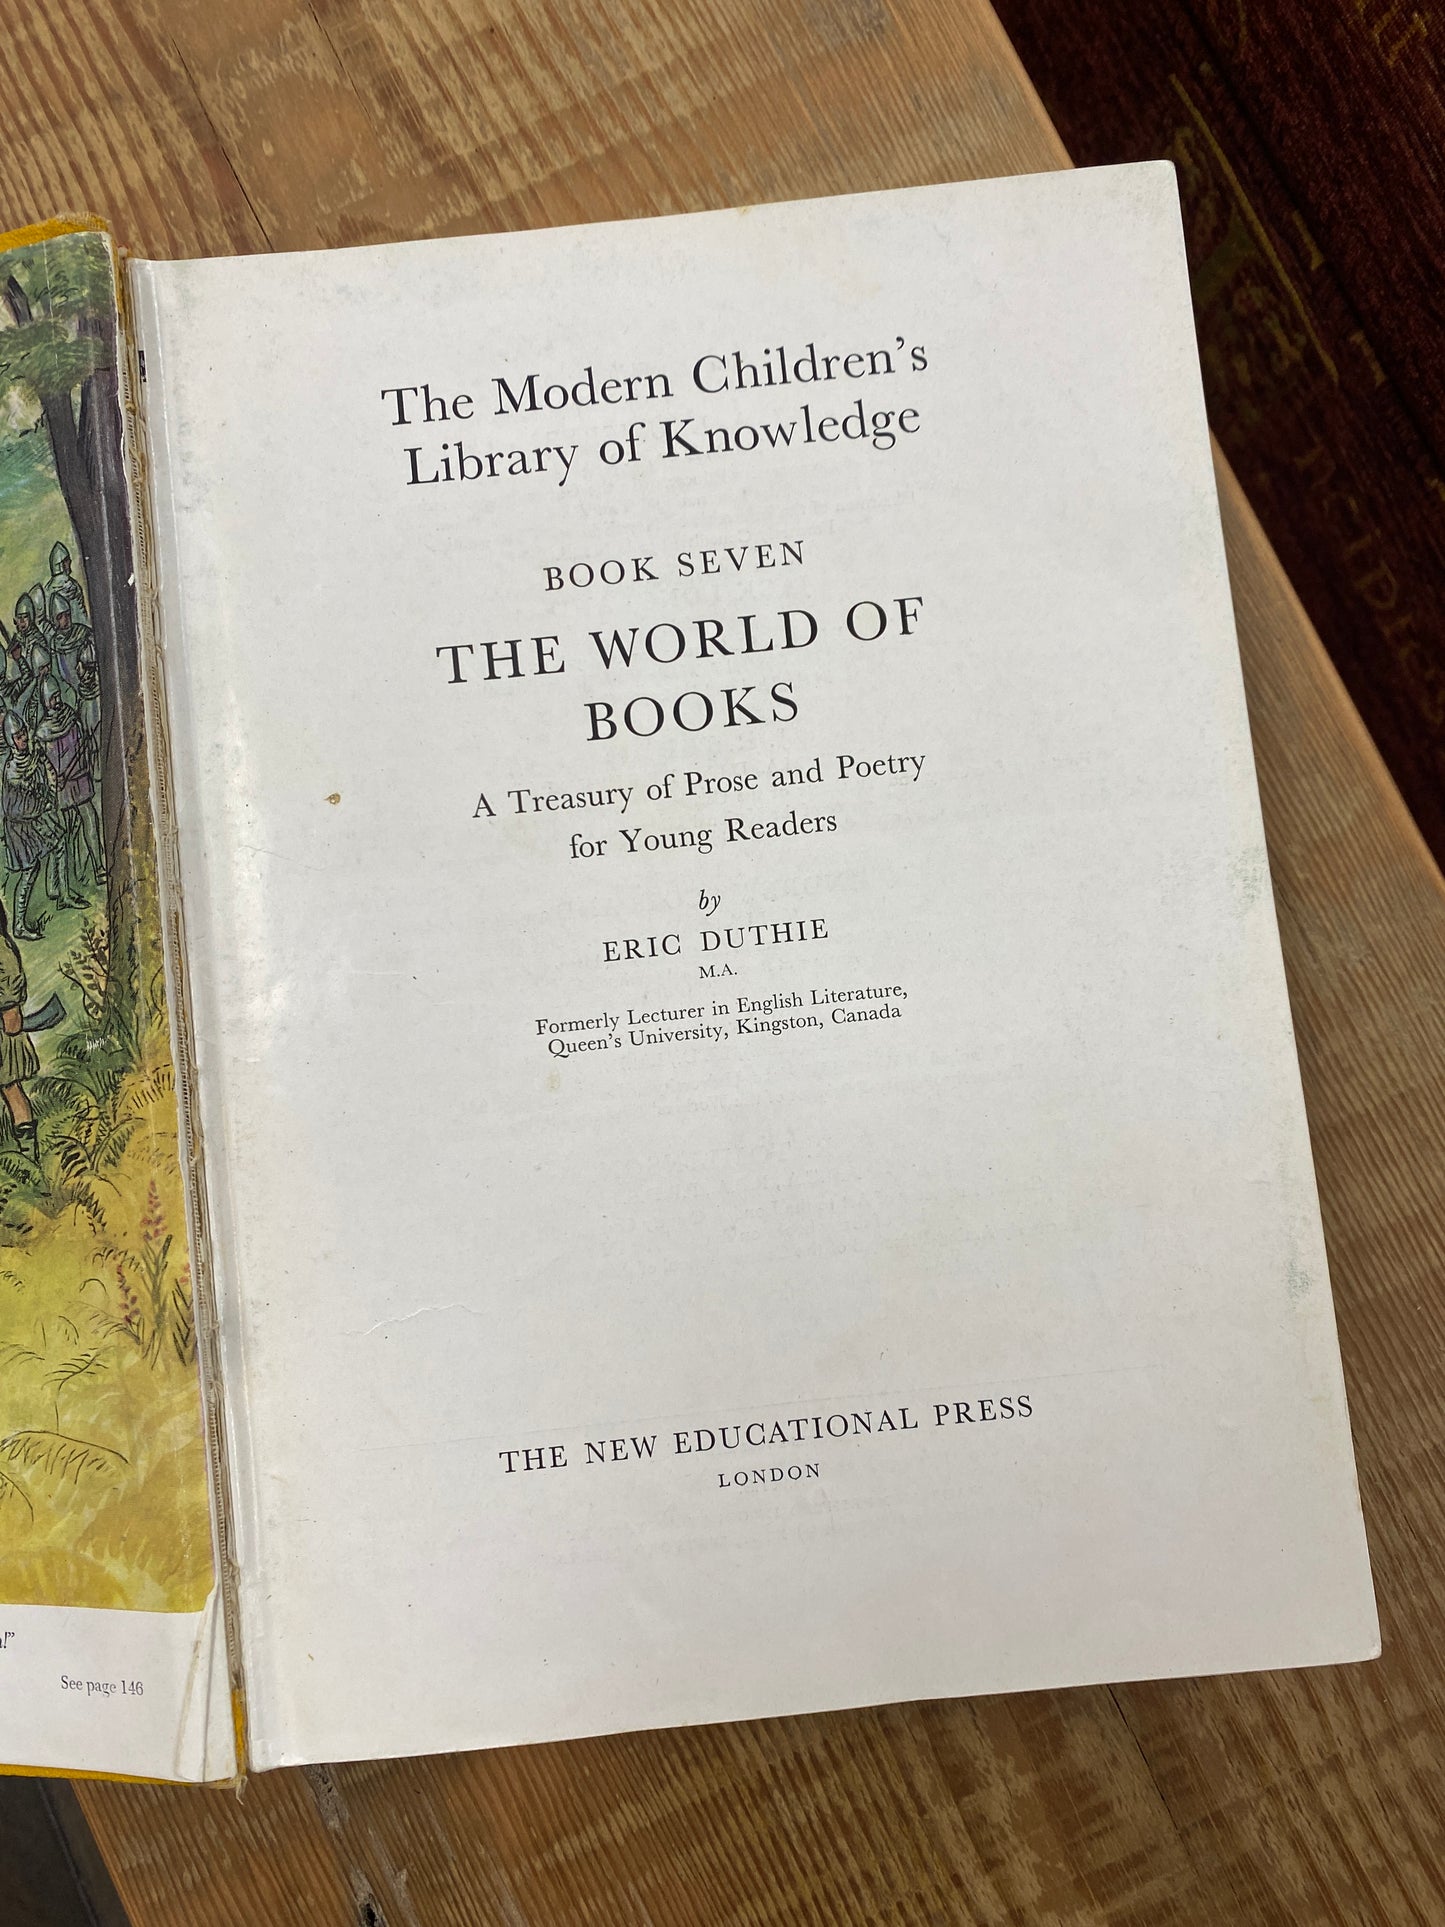 The Modern Children's
Library of Knowledge
BOOK SEVEN
THE WORLD OF
BOOKS
A Treasury of Prose and Poetry
for Young Readers
by
ERIC DUTHIE
M.A.
Formerly Lecturer in English Literature,
Queen's University, Kingston, Canada
THE NEW EDUCATIONAL PRESS
LONDON
See page 146